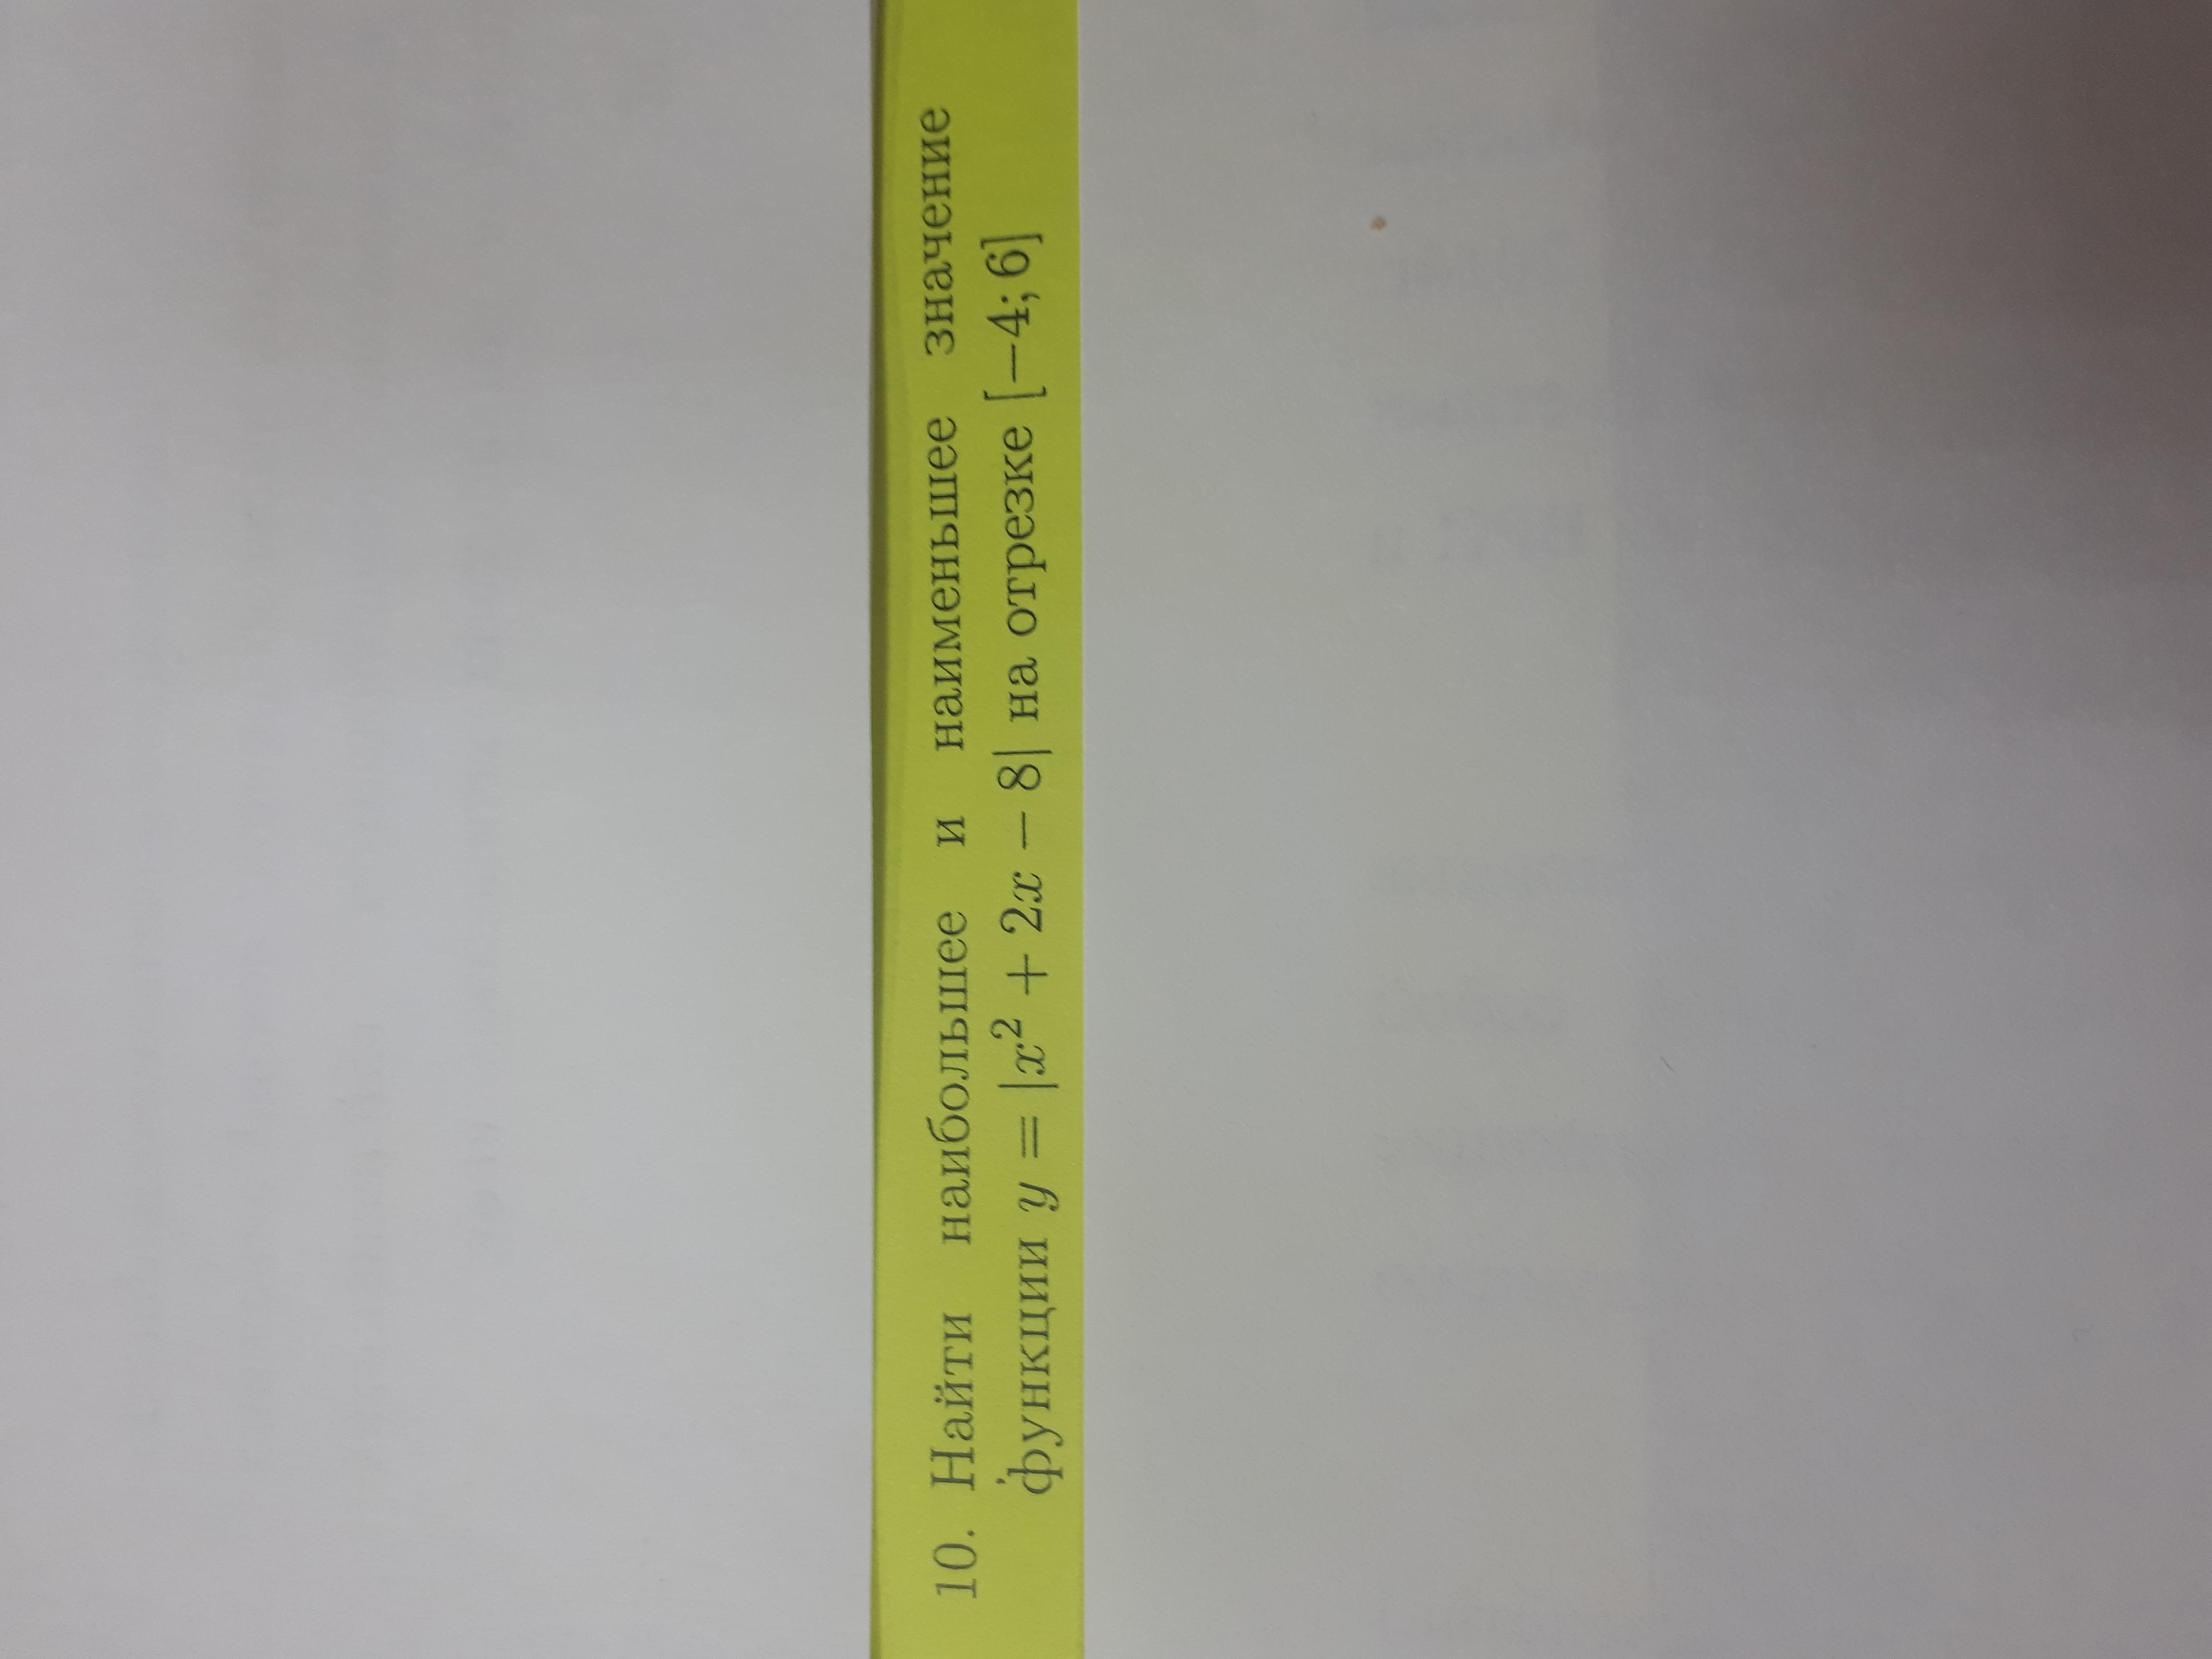 10. Найти наибольшее и наименьшее значение
функции y = |x² + 2x − 8| на отрезке [−4; 6]